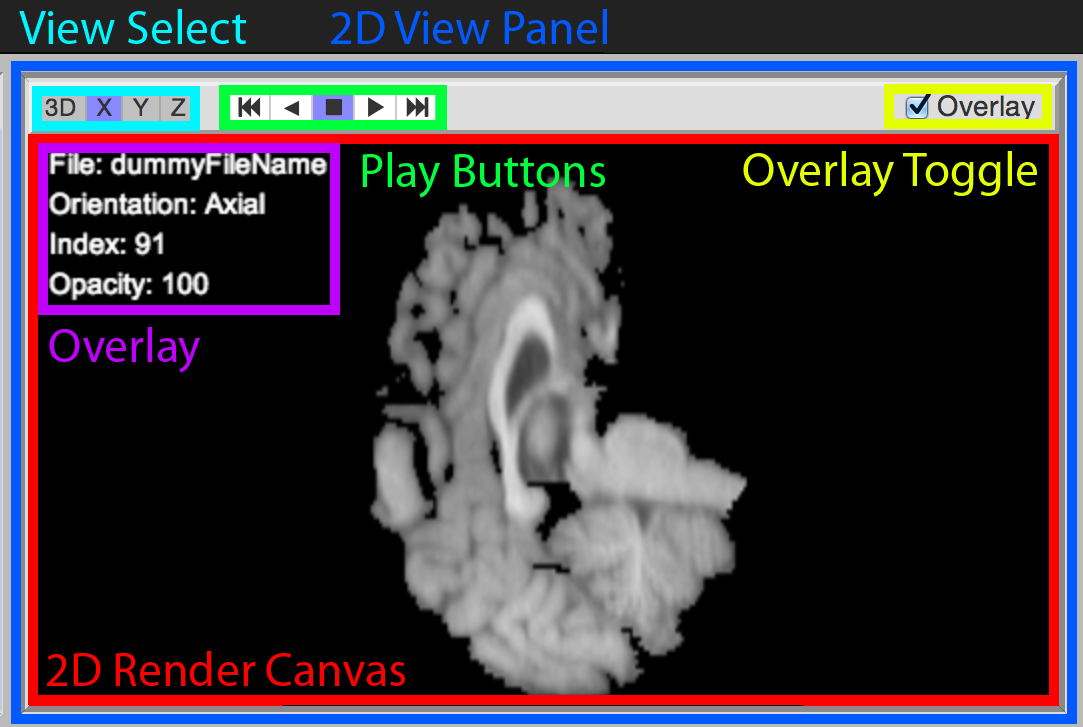 View Select 2D View Panel
3D X Y Z Overlay
File: dummyFileName
Play Buttons
Overlay Toggle
Orientation: Axial
Index: 91
Opacity: 100
Overlay
2D Render Canvas